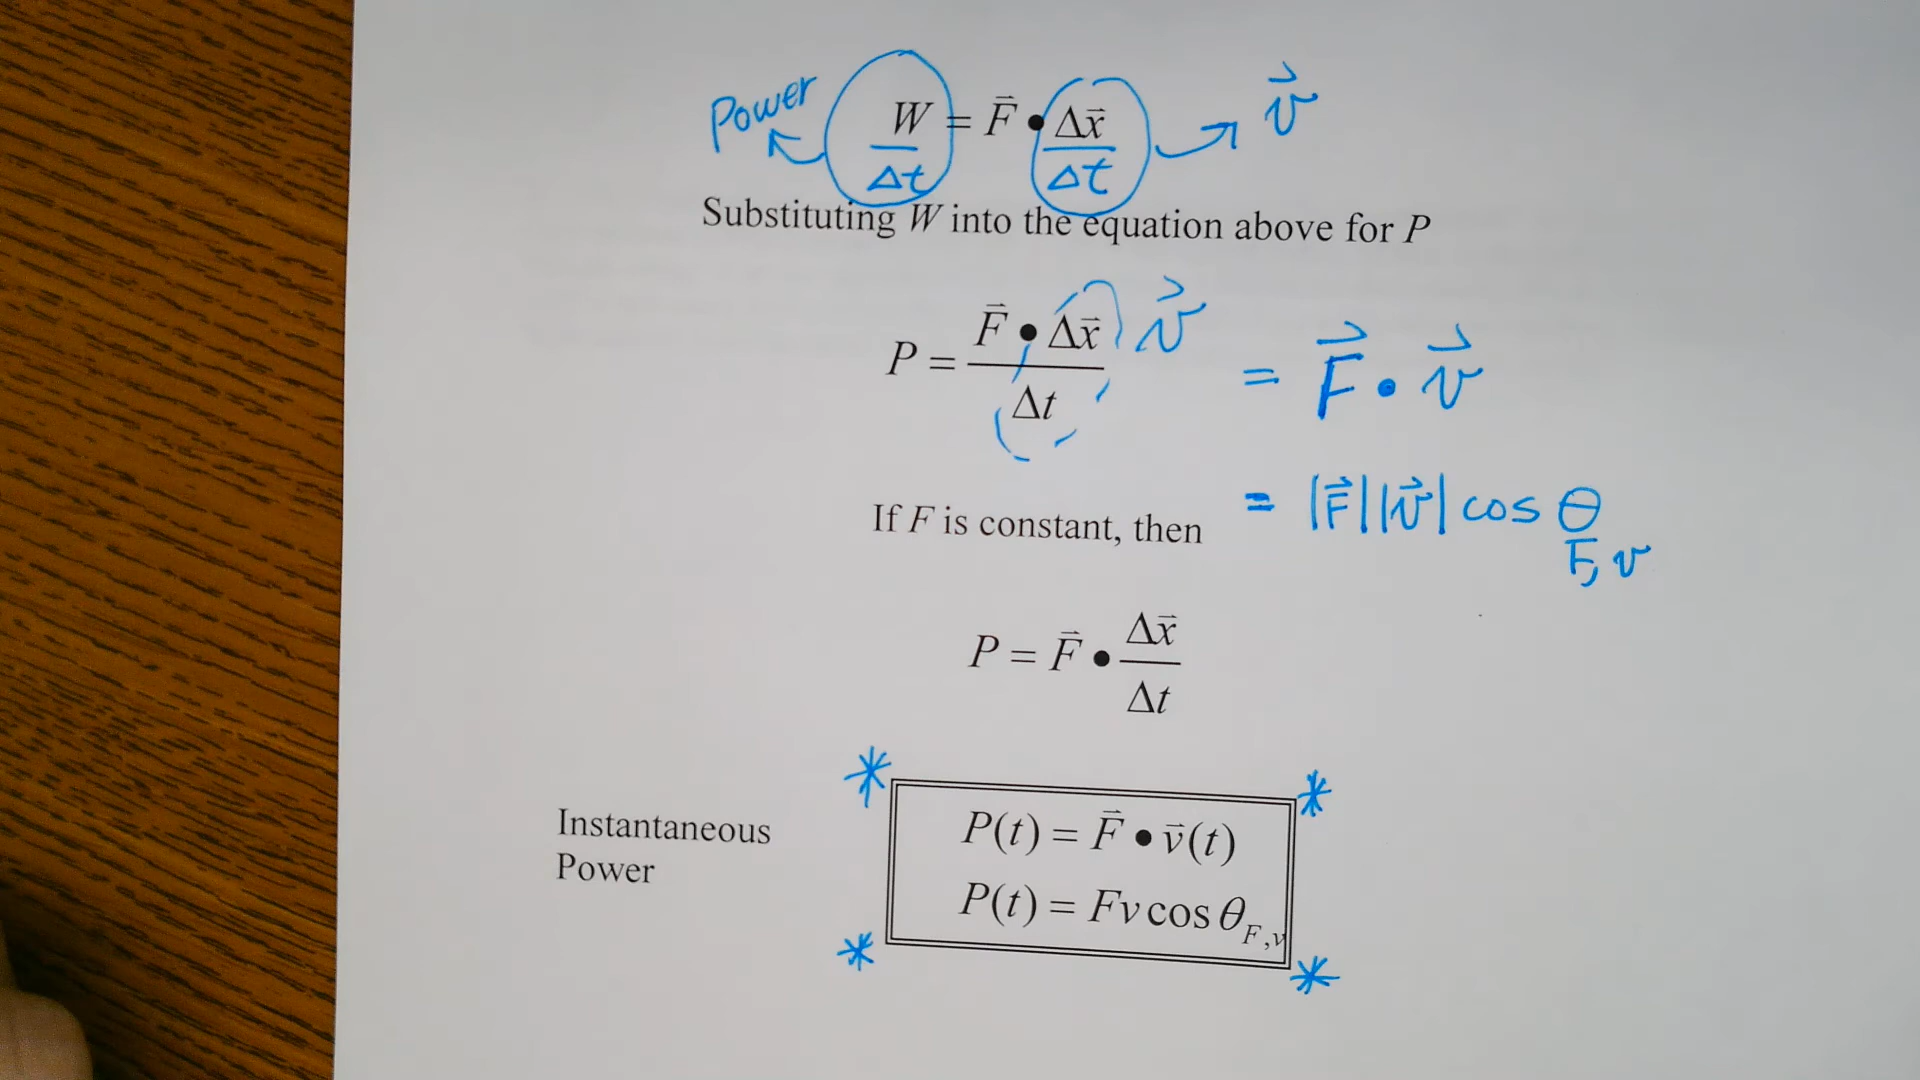 Power W/Δt = F⃗ • Δx⃗/Δt → v⃗
Substituting W into the equation above for P
P = F⃗ • Δx⃗/Δt v⃗ = F⃗ • v⃗
If F is constant, then = |F⃗||v⃗| cos θ F,v
P = F⃗ • Δx⃗/Δt
* *
Instantaneous
Power
P(t) = F⃗ • v⃗(t)
P(t) = Fv cos θ F,v
* *